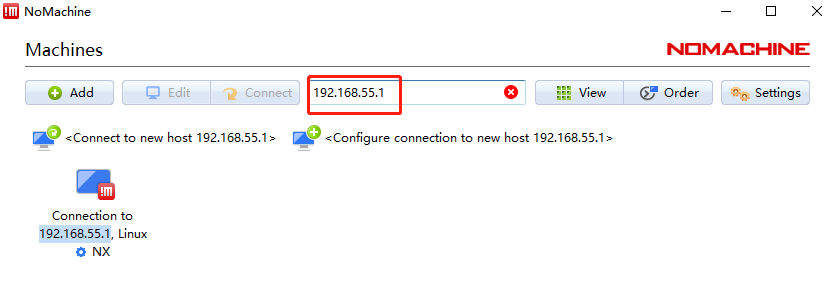 !m NoMachine
Machines
NOMACHINE
Add
Edit
Connect
192.168.55.1
View
Order
Settings
<Connect to new host 192.168.55.1>
<Configure connection to new host 192.168.55.1>
!m
Connection to
192.168.55.1, Linux
NX